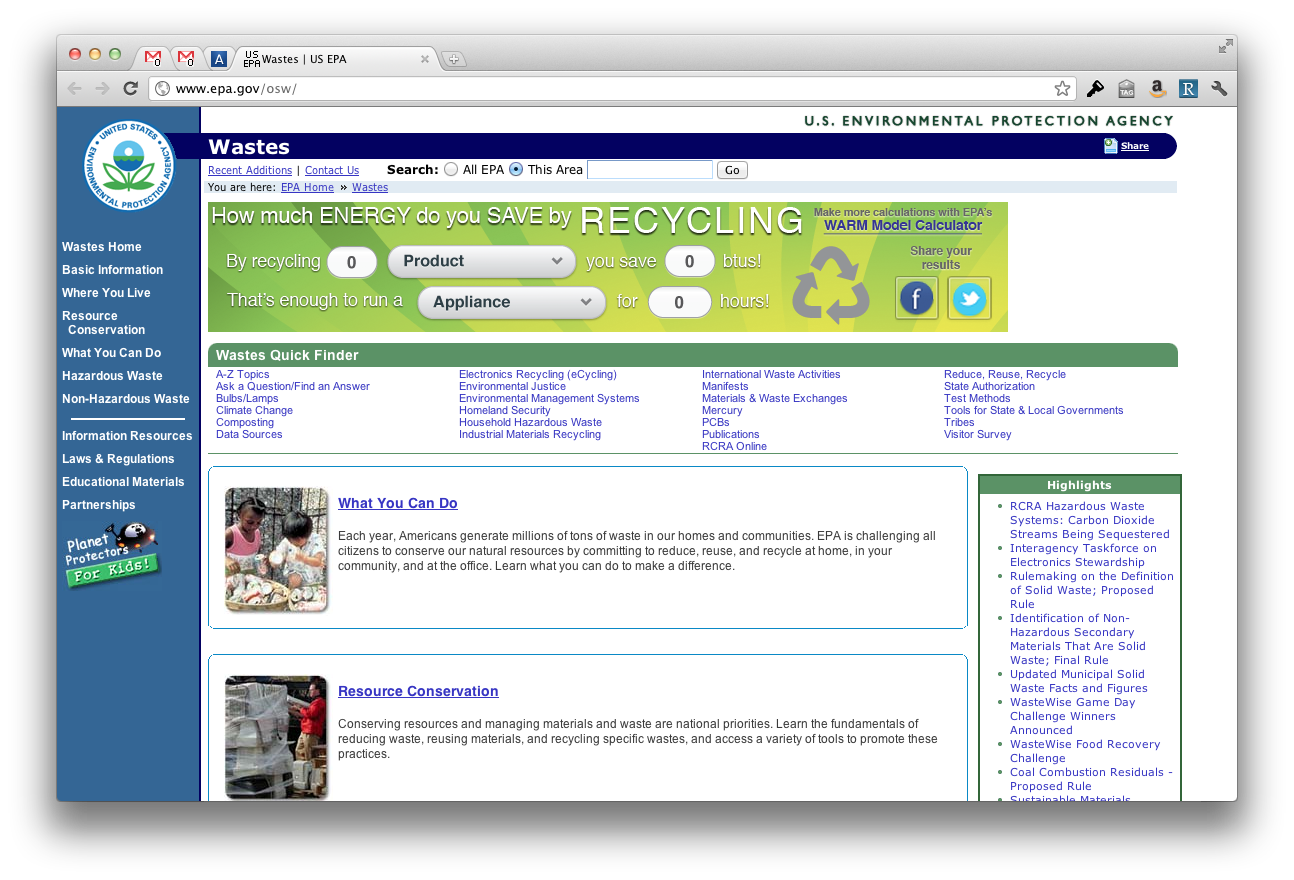 US
EPA Wastes | US EPA
www.epa.gov/osw/
TAG
U.S. ENVIRONMENTAL PROTECTION AGENCY
UNITED STATES
ENVIRONMENTAL PROTECTION AGENCY
Wastes
Share
Recent Additions | Contact Us Search: All EPA This Area Go
You are here: EPA Home » Wastes
How much ENERGY do you SAVE by RECYCLING
Make more calculations with EPA's
WARM Model Calculator
By recycling 0 Product you save 0 btus!
That's enough to run a Appliance for 0 hours!
Share your
results
Wastes Home
Basic Information
Where You Live
Resource
Conservation
What You Can Do
Hazardous Waste
Non-Hazardous Waste
Information Resources
Laws & Regulations
Educational Materials
Partnerships
Planet
Protectors
For Kids!
Wastes Quick Finder
A-Z Topics
Ask a Question/Find an Answer
Bulbs/Lamps
Climate Change
Composting
Data Sources
Electronics Recycling (eCycling)
Environmental Justice
Environmental Management Systems
Homeland Security
Household Hazardous Waste
Industrial Materials Recycling
International Waste Activities
Manifests
Materials & Waste Exchanges
Mercury
PCBs
Publications
RCRA Online
Reduce, Reuse, Recycle
State Authorization
Test Methods
Tools for State & Local Governments
Tribes
Visitor Survey
What You Can Do
Each year, Americans generate millions of tons of waste in our homes and communities. EPA is challenging all
citizens to conserve our natural resources by committing to reduce, reuse, and recycle at home, in your
community, and at the office. Learn what you can do to make a difference.
Resource Conservation
Conserving resources and managing materials and waste are national priorities. Learn the fundamentals of
reducing waste, reusing materials, and recycling specific wastes, and access a variety of tools to promote these
practices.
Highlights
RCRA Hazardous Waste
Systems: Carbon Dioxide
Streams Being Sequestered
Interagency Taskforce on
Electronics Stewardship
Rulemaking on the Definition
of Solid Waste; Proposed
Rule
Identification of Non-
Hazardous Secondary
Materials That Are Solid
Waste; Final Rule
Updated Municipal Solid
Waste Facts and Figures
WasteWise Game Day
Challenge Winners
Announced
WasteWise Food Recovery
Challenge
Coal Combustion Residuals -
Proposed Rule
Sustainable Materials